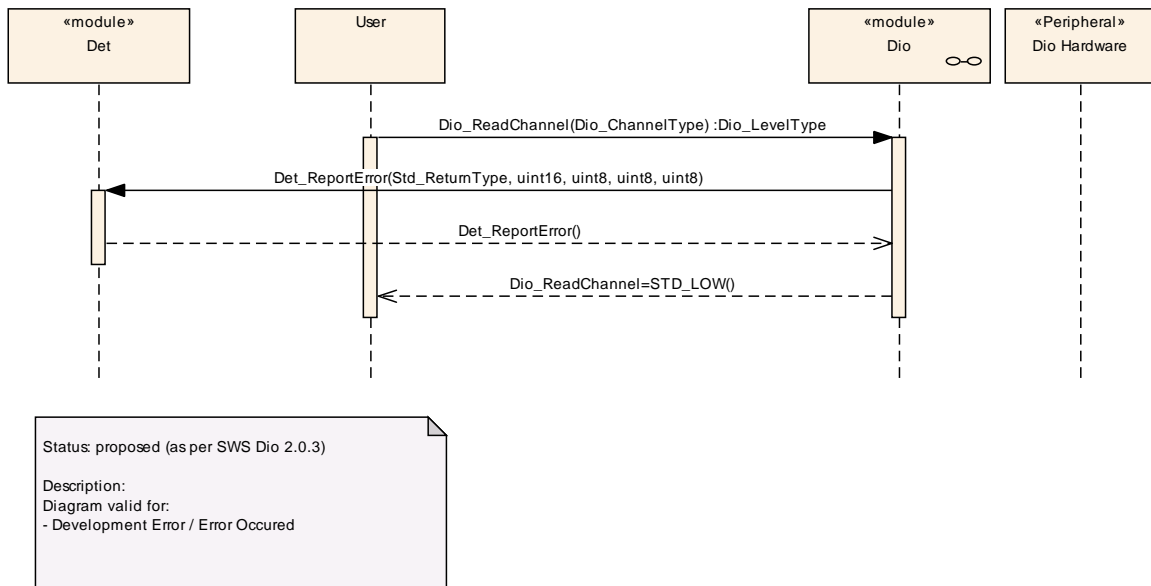 «module»
Det
User
«module»
Dio
«Peripheral»
Dio Hardware
Dio_ReadChannel(Dio_ChannelType) :Dio_LevelType
Det_ReportError(Std_ReturnType, uint16, uint8, uint8, uint8)
Det_ReportError()
Dio_ReadChannel=STD_LOW()
Status: proposed (as per SWS Dio 2.0.3)
Description:
Diagram valid for:
- Development Error / Error Occured